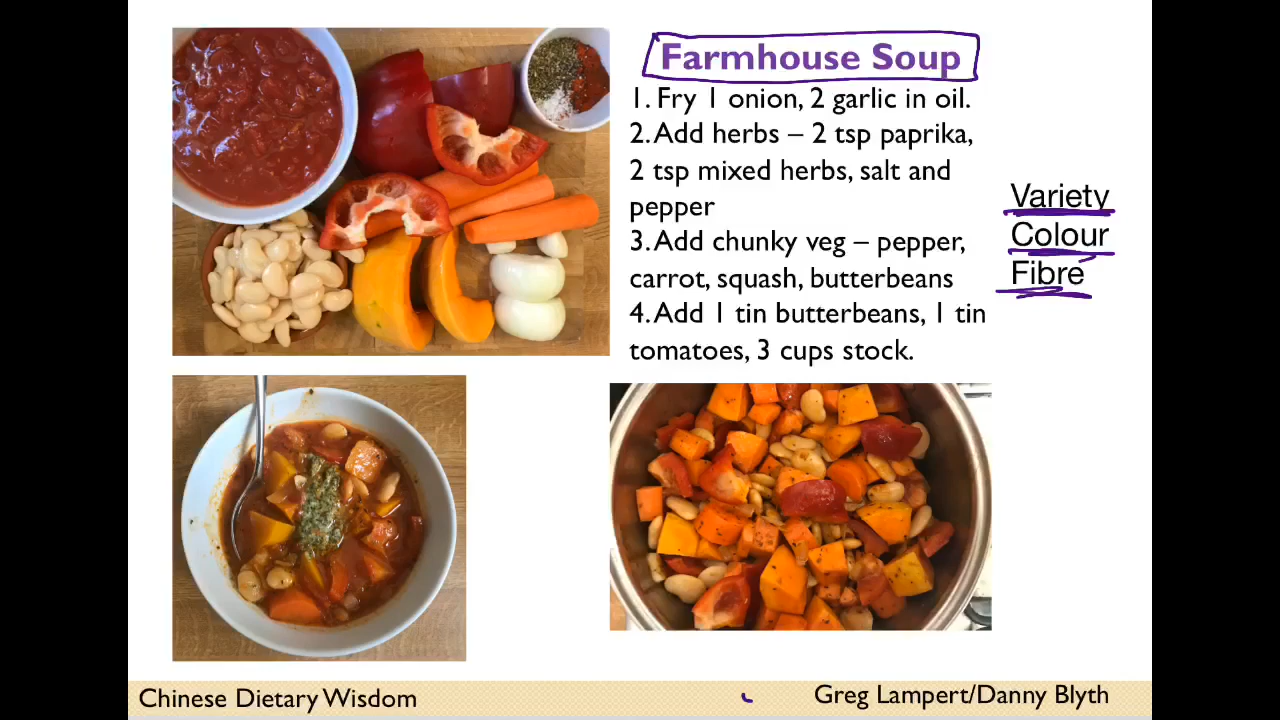 Farmhouse Soup
1. Fry 1 onion, 2 garlic in oil.
2. Add herbs – 2 tsp paprika,
2 tsp mixed herbs, salt and
pepper
3. Add chunky veg – pepper,
carrot, squash, butterbeans
4. Add 1 tin butterbeans, 1 tin
tomatoes, 3 cups stock.
Variety
Colour
Fibre
Chinese Dietary Wisdom
Greg Lampert/Danny Blyth